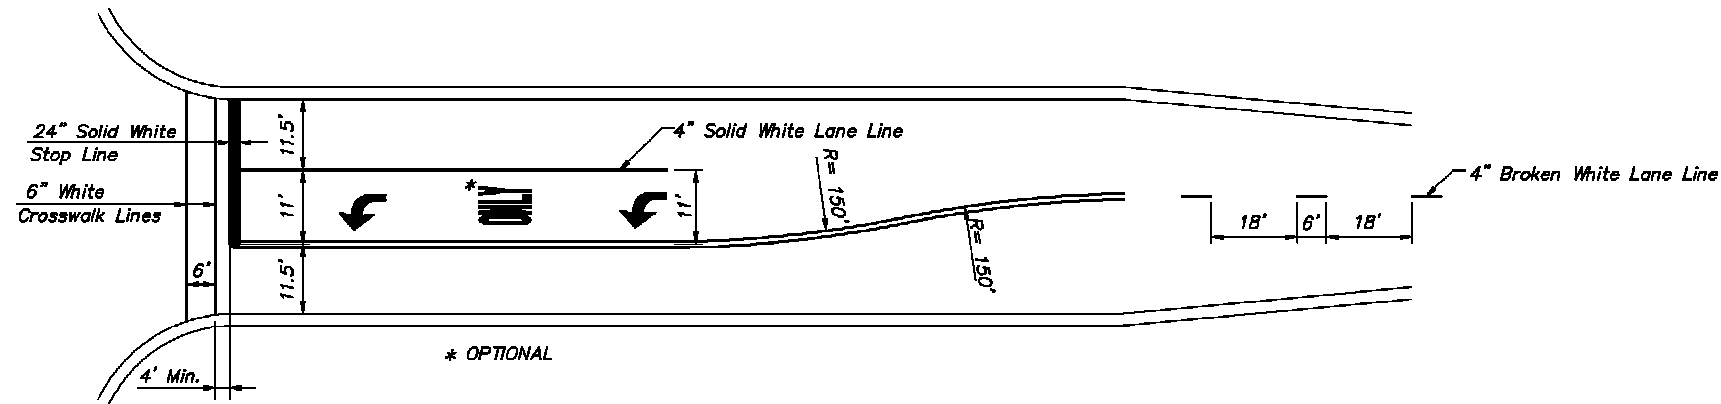 24" Solid White
Stop Line
6" White
Crosswalk Lines
11.5'
11'
11.5'
6'
4' Min.
*
4" Solid White Lane Line
11'
R= 150'
R= 150'
4" Broken White Lane Line
18'
6'
18'
* OPTIONAL